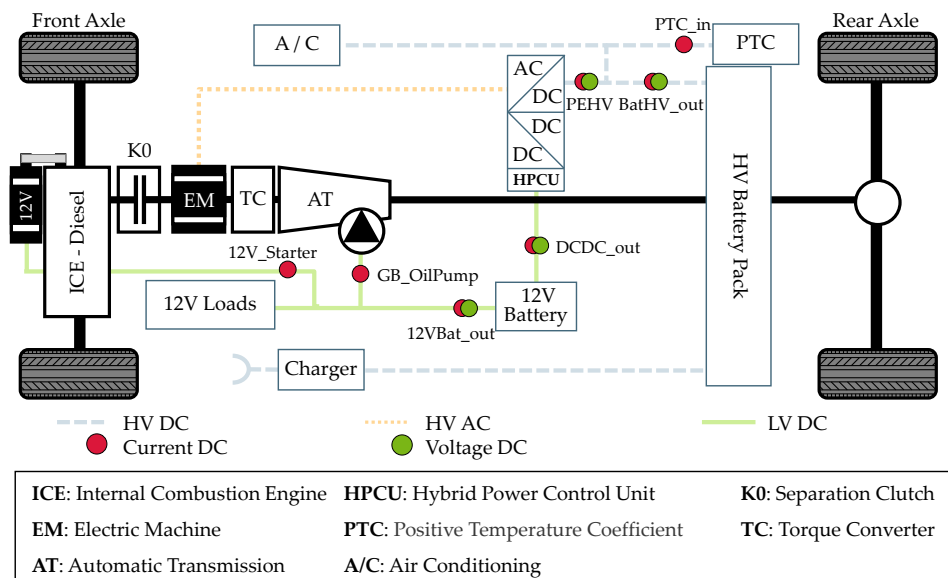 Front Axle
Rear Axle
PTC_in
A / C
PTC
AC
DC
PEHV
BatHV_out
DC
DC
HPCU
K0
12V
ICE - Diesel
EM
TC
AT
HV Battery Pack
12V_Starter
GB_OilPump
DCDC_out
12V Loads
12V
Battery
12VBat_out
Charger
HV DC
HV AC
LV DC
Current DC
Voltage DC
ICE: Internal Combustion Engine
HPCU: Hybrid Power Control Unit
K0: Separation Clutch
EM: Electric Machine
PTC: Positive Temperature Coefficient
TC: Torque Converter
AT: Automatic Transmission
A/C: Air Conditioning